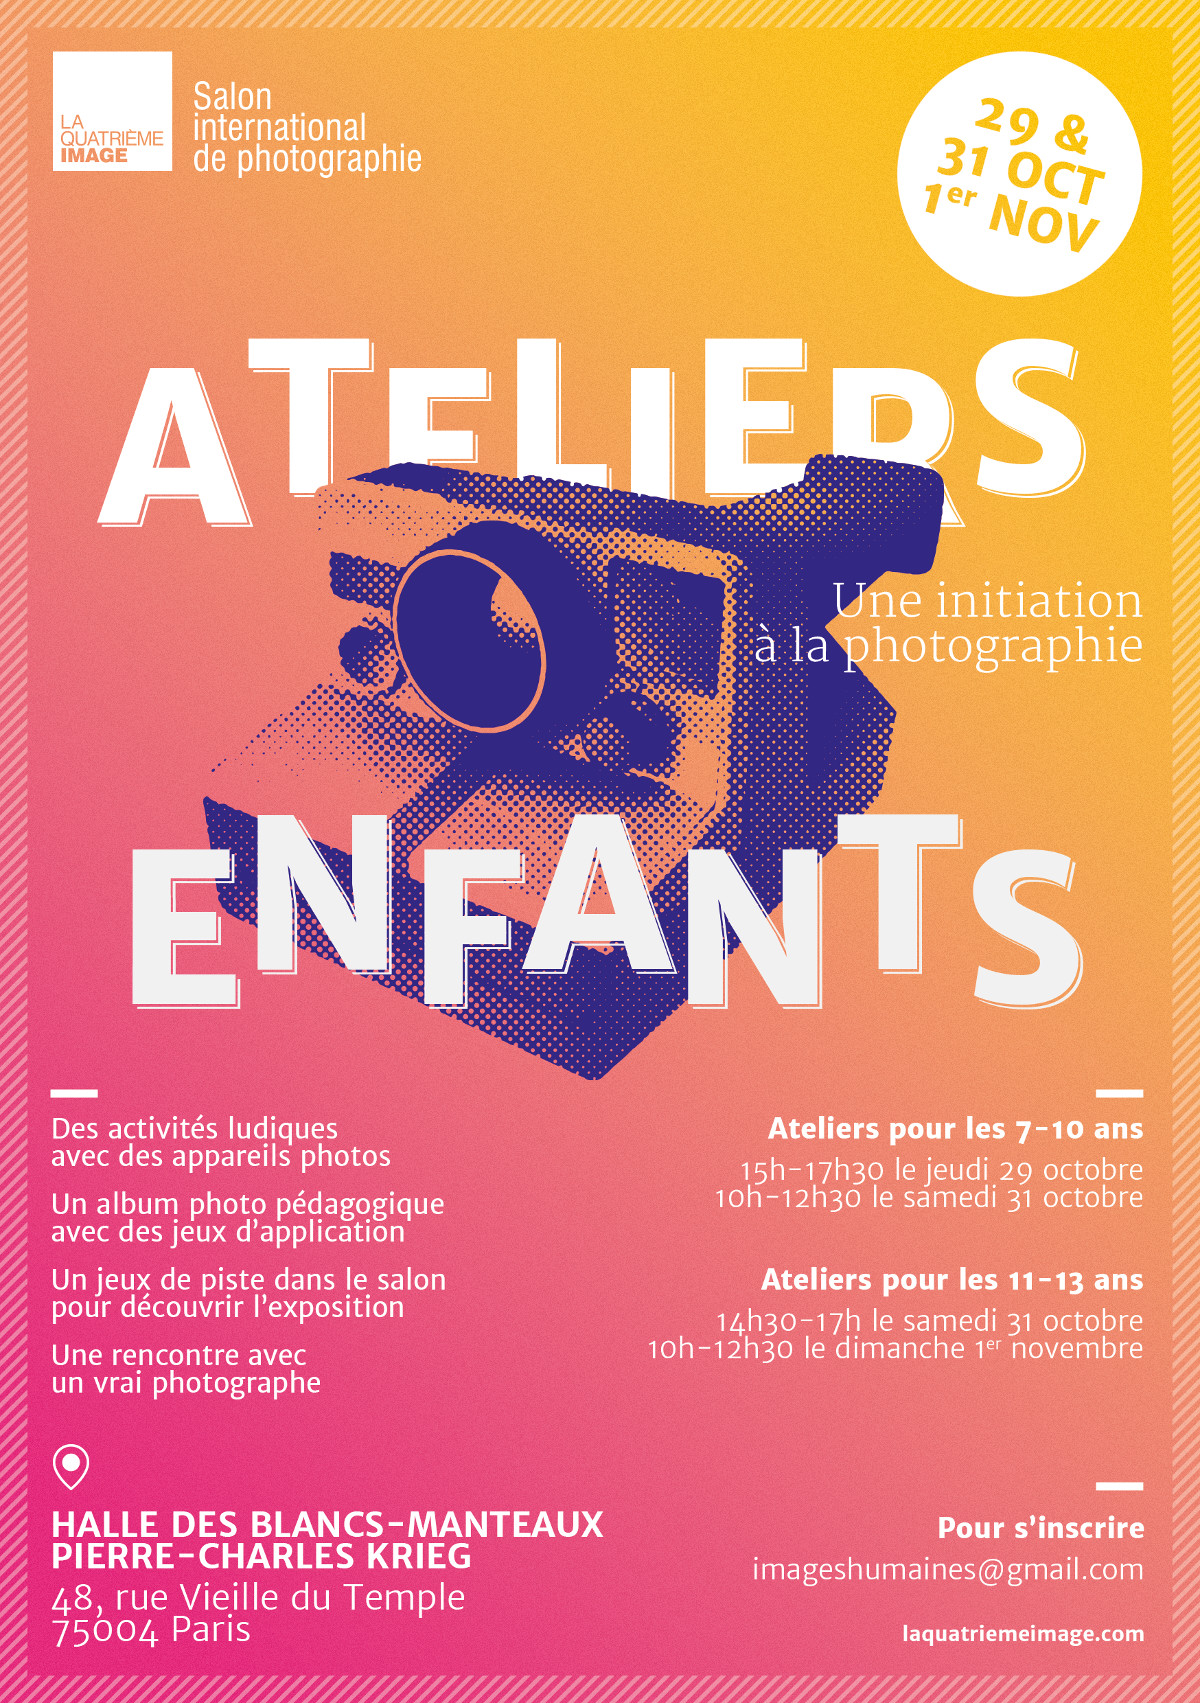 LA
QUATRIÈME
IMAGE
Salon
international
de photographie
29 &
31 OCT
1er NOV
ATELIERS
Une initiation
à la photographie
ENFANTS
Des activités ludiques
avec des appareils photos
Un album photo pédagogique
avec des jeux d’application
Un jeux de piste dans le salon
pour découvrir l’exposition
Une rencontre avec
un vrai photographe
Ateliers pour les 7-10 ans
15h-17h30 le jeudi 29 octobre
10h-12h30 le samedi 31 octobre
Ateliers pour les 11-13 ans
14h30-17h le samedi 31 octobre
10h-12h30 le dimanche 1er novembre
HALLE DES BLANCS-MANTEAUX
PIERRE-CHARLES KRIEG
48, rue Vieille du Temple
75004 Paris
Pour s’inscrire
imageshumaines@gmail.com
laquatriemeimage.com